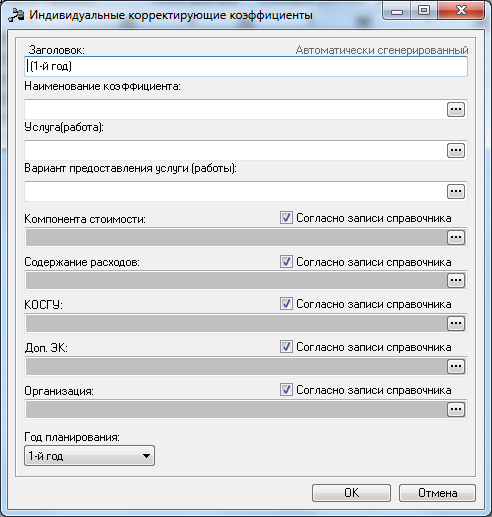 Индивидуальные корректирующие коэффициенты
Заголовок: Автоматически сгенерированный
(1-й год)
Наименование коэффициента:
...
Услуга(работа):
...
Вариант предоставления услуги (работы):
...
Компонента стоимости: Согласно записи справочника
...
Содержание расходов: Согласно записи справочника
...
КОСГУ: Согласно записи справочника
...
Доп. ЭК: Согласно записи справочника
...
Организация: Согласно записи справочника
...
Год планирования:
1-й год
ОК Отмена